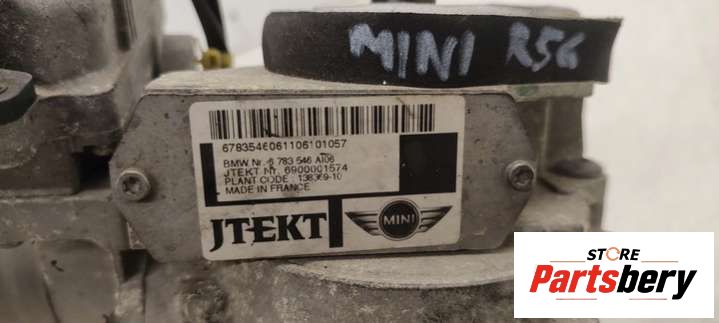 MINI R56
6783546061106101057
BMW Nr. 6 783 546 AI06
JTEKT Nr. 6900001574
PLANT CODE : 138369-10
MADE IN FRANCE
JTEKT
MINI
STORE
Partsbery